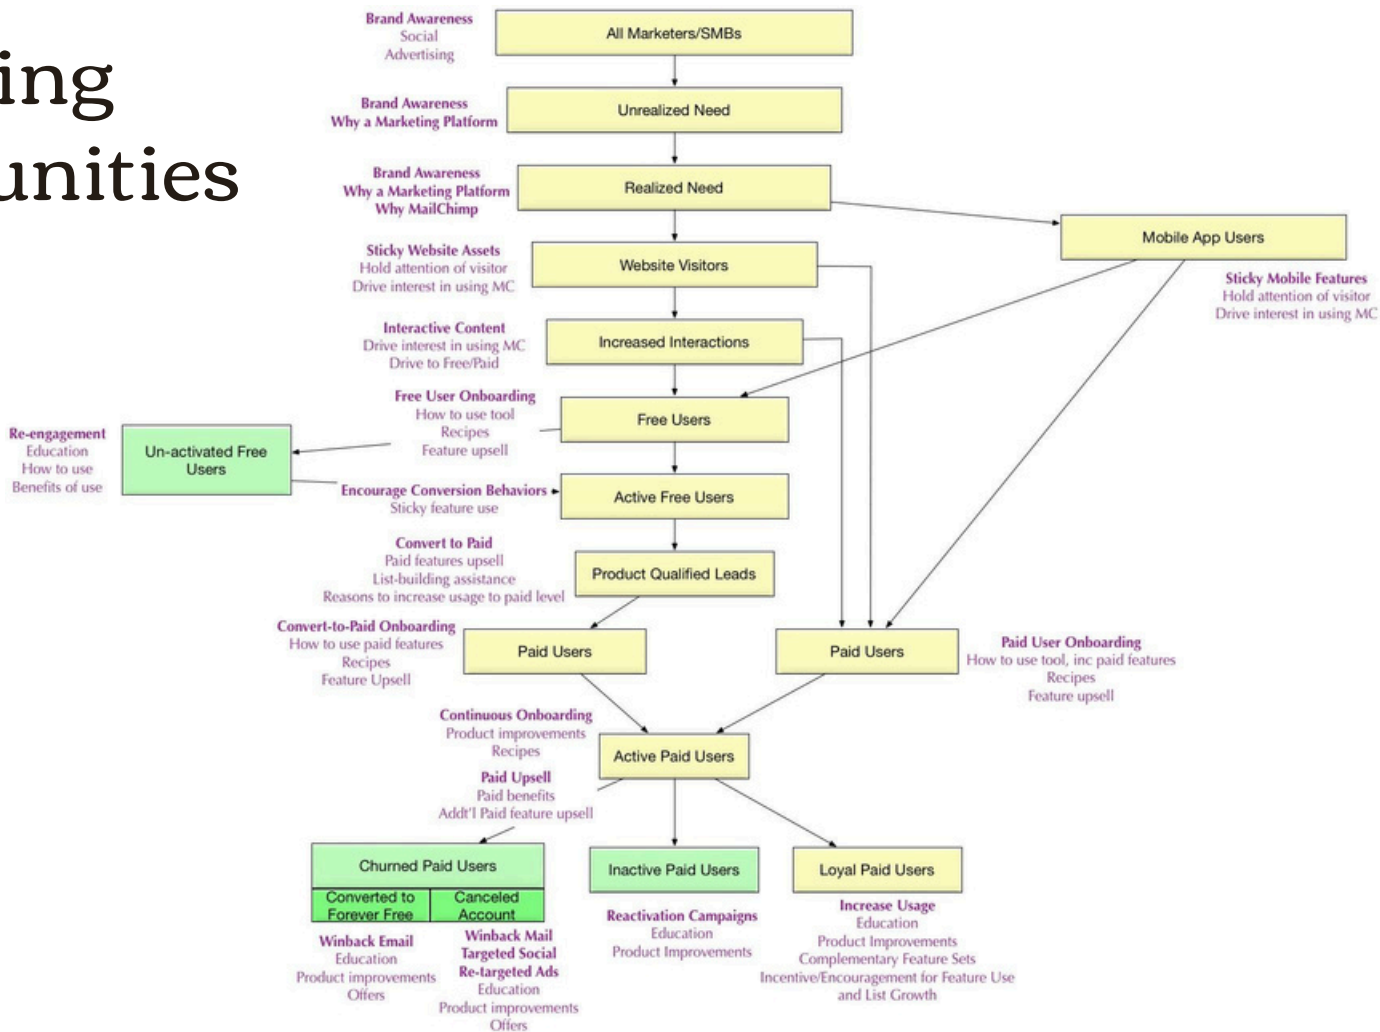 ing
unities
Brand Awareness
Social
Advertising
All Marketers/SMBs
Brand Awareness
Why a Marketing Platform
Unrealized Need
Brand Awareness
Why a Marketing Platform
Why MailChimp
Realized Need
Mobile App Users
Sticky Mobile Features
Hold attention of visitor
Drive interest in using MC
Sticky Website Assets
Hold attention of visitor
Drive interest in using MC
Website Visitors
Interactive Content
Drive interest in using MC
Drive to Free/Paid
Increased Interactions
Free User Onboarding
How to use tool
Recipes
Feature upsell
Free Users
Re-engagement
Education
How to use
Benefits of use
Un-activated Free
Users
Encourage Conversion Behaviors
Sticky feature use
Active Free Users
Convert to Paid
Paid features upsell
List-building assistance
Reasons to increase usage to paid level
Product Qualified Leads
Convert-to-Paid Onboarding
How to use paid features
Recipes
Feature Upsell
Paid Users
Paid Users
Paid User Onboarding
How to use tool, inc paid features
Recipes
Feature upsell
Continuous Onboarding
Product improvements
Recipes
Active Paid Users
Paid Upsell
Paid benefits
Addt'l Paid feature upsell
Churned Paid Users
Converted to
Forever Free
Canceled
Account
Winback Email
Education
Product improvements
Offers
Winback Mail
Targeted Social
Re-targeted Ads
Education
Product improvements
Offers
Inactive Paid Users
Reactivation Campaigns
Education
Product Improvements
Loyal Paid Users
Increase Usage
Education
Product Improvements
Complementary Feature Sets
Incentive/Encouragement for Feature Use
and List Growth